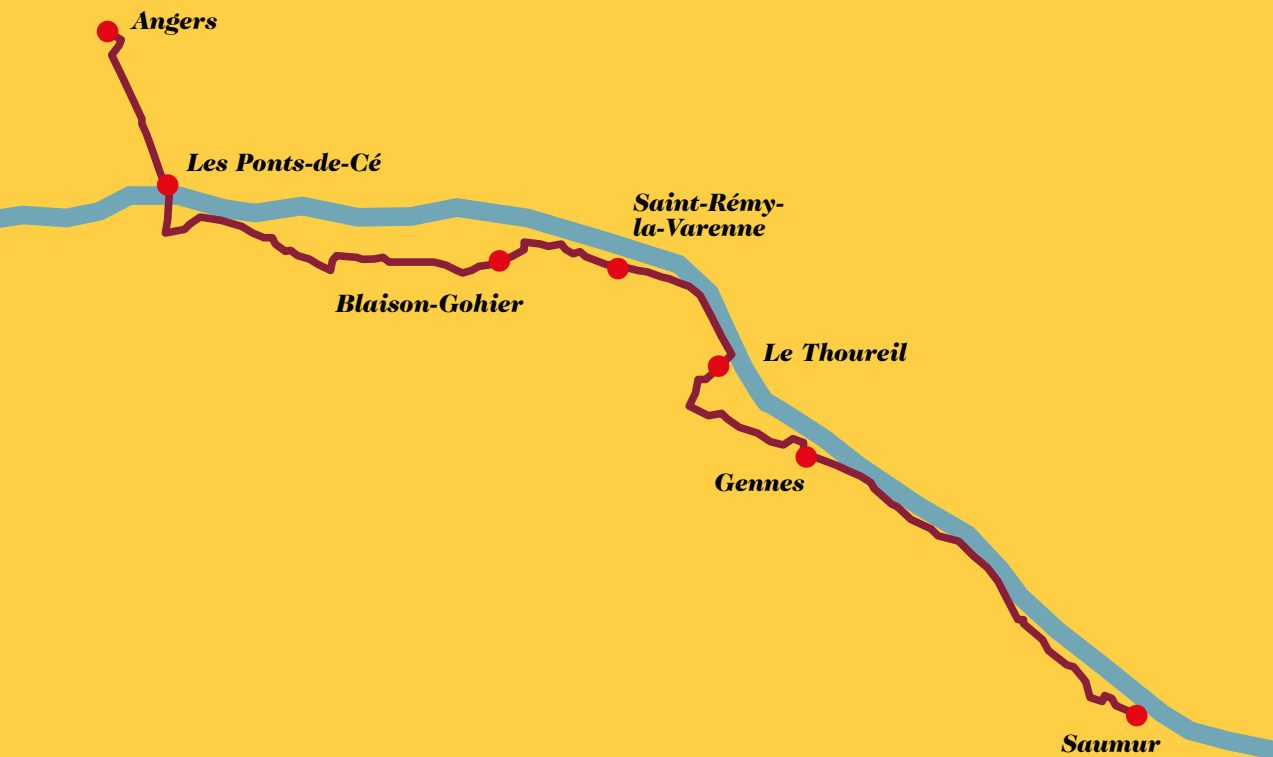 Angers
Les Ponts-de-Cé
Saint-Rémy-
la-Varenne
Blaison-Gohier
Le Thoureil
Gennes
Saumur